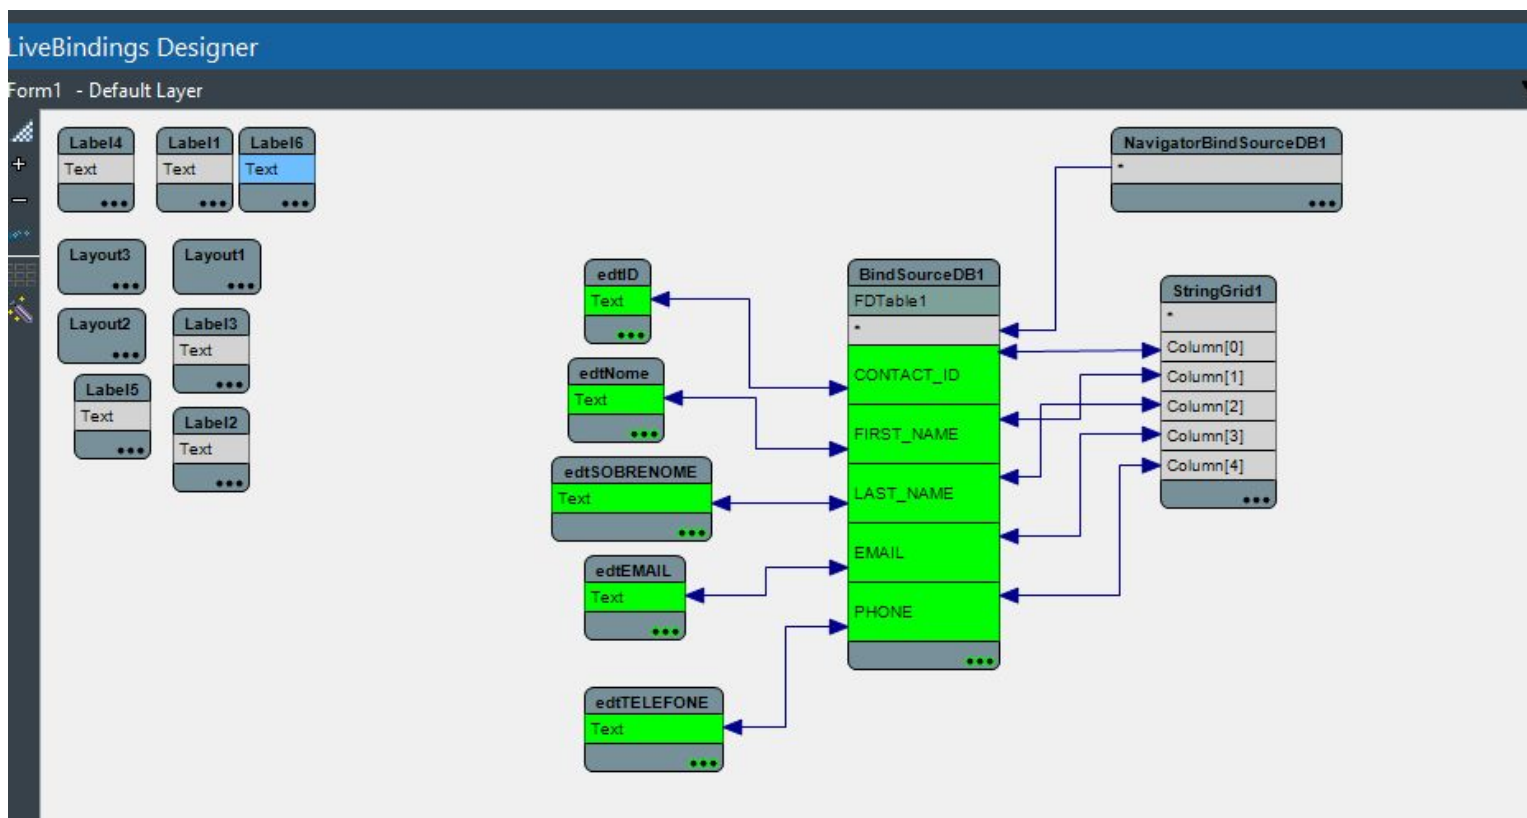 LiveBindings Designer
Form1 - Default Layer
Label4
Text
Label1
Text
Label6
Text
Layout3
Layout1
Layout2
Label3
Text
Label5
Text
Label2
Text
edtID
Text
edtNome
Text
edtSOBRENOME
Text
edtEMAIL
Text
edtTELEFONE
Text
BindSourceDB1
FDTable1
*
CONTACT_ID
FIRST_NAME
LAST_NAME
EMAIL
PHONE
NavigatorBindSourceDB1
*
StringGrid1
*
Column[0]
Column[1]
Column[2]
Column[3]
Column[4]